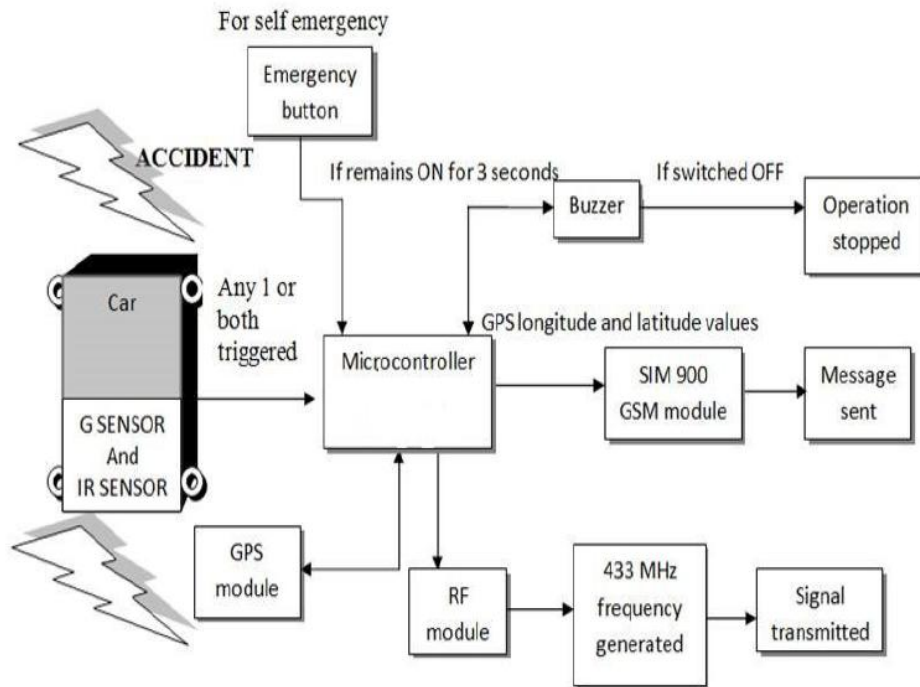 For self emergency
Emergency
button
ACCIDENT
If remains ON for 3 seconds
If switched OFF
Buzzer
Operation
stopped
Car
Any 1 or
both
triggered
GPS longitude and latitude values
Microcontroller
SIM 900
GSM module
Message
sent
G SENSOR
And
IR SENSOR
GPS
module
RF
module
433 MHz
frequency
generated
Signal
transmitted